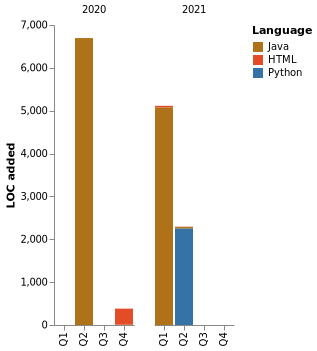 2020 2021
Language
Java
HTML
Python
LOC added
7,000
6,000
5,000
4,000
3,000
2,000
1,000
0
Q1 Q2 Q3 Q4 Q1 Q2 Q3 Q4